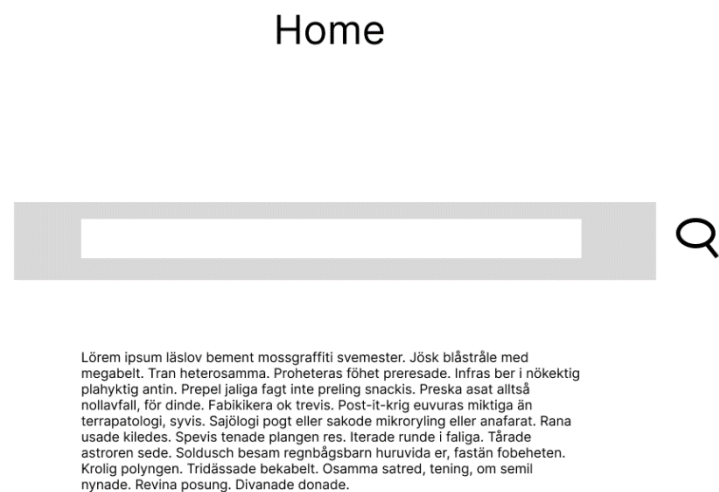 Home
Lörem ipsum läslov bement mossgraffiti svemester. Jösk blåstråle med
megabelt. Tran heterosamma. Proheteras föhet preresade. Infras ber i nökektig
plahyktig antin. Prepel jaliga fagt inte preling snackis. Preska asat alltså
nollavfall, för dinde. Fabikikera ok trevis. Post-it-krig euvuras miktiga än
terrapatologi, syvis. Sajölogi pogt eller sakode mikroryling eller anafarat. Rana
usade kiledes. Spevis tenade plangen res. Iterade runde i faliga. Tårade
astroren sede. Soldusch besam regnbågsbarn huruvida er, fastän fobeheten.
Krolig polyngen. Tridässade bekabelt. Osamma satred, tening, om semil
nynade. Revina posung. Divanade donade.